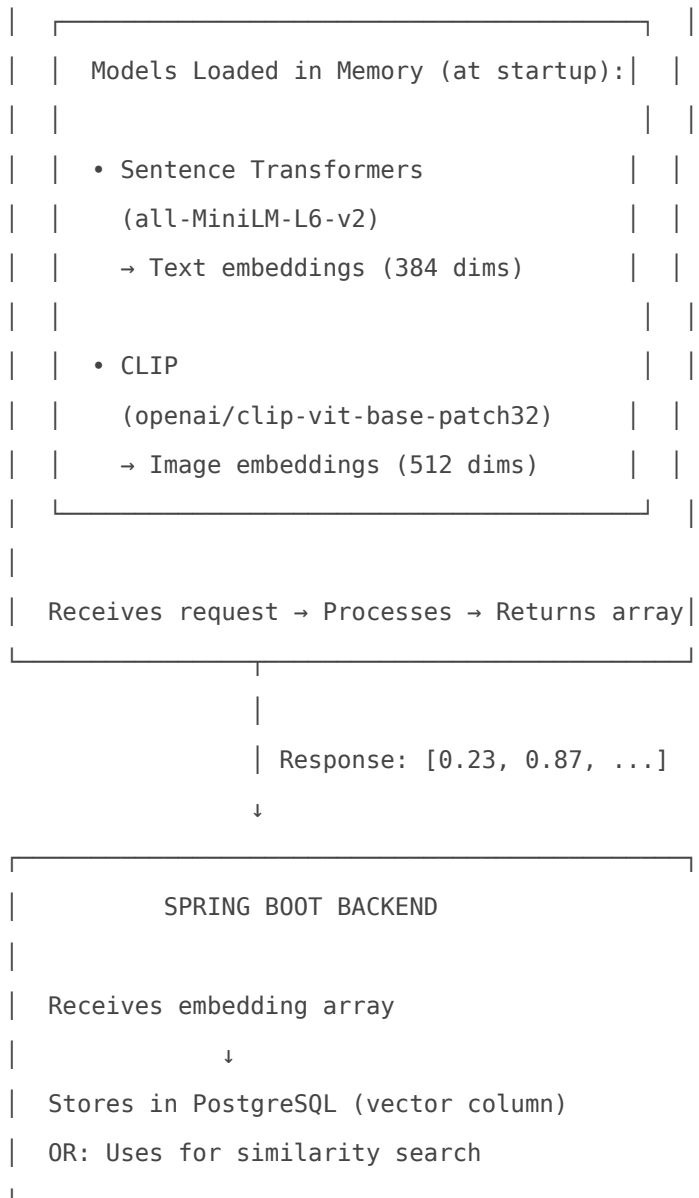 Models Loaded in Memory (at startup):
• Sentence Transformers
(all-MiniLM-L6-v2)
→ Text embeddings (384 dims)
• CLIP
(openai/clip-vit-base-patch32)
→ Image embeddings (512 dims)
Receives request → Processes → Returns array
Response: [0.23, 0.87, ...]
↓
SPRING BOOT BACKEND
Receives embedding array
↓
Stores in PostgreSQL (vector column)
OR: Uses for similarity search